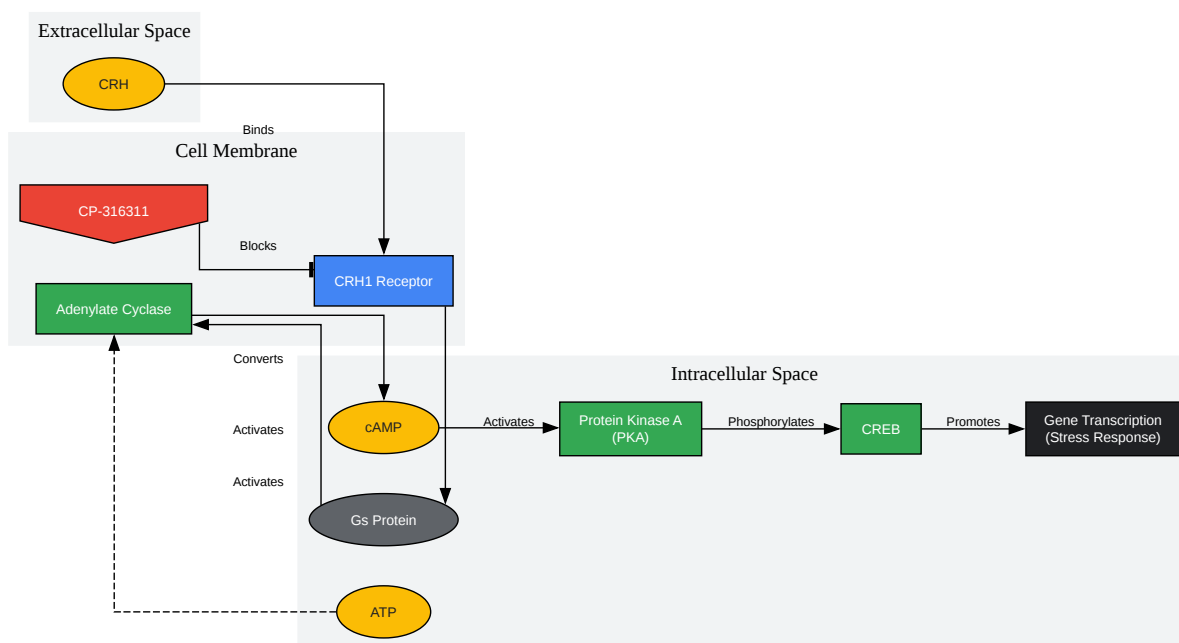 Extracellular Space
CRH
Binds
Cell Membrane
CP-316311
Blocks
CRH1 Receptor
Adenylate Cyclase
Converts
Intracellular Space
cAMP
Activates
Protein Kinase A
(PKA)
Phosphorylates
CREB
Promotes
Gene Transcription
(Stress Response)
Activates
Activates
Gs Protein
ATP